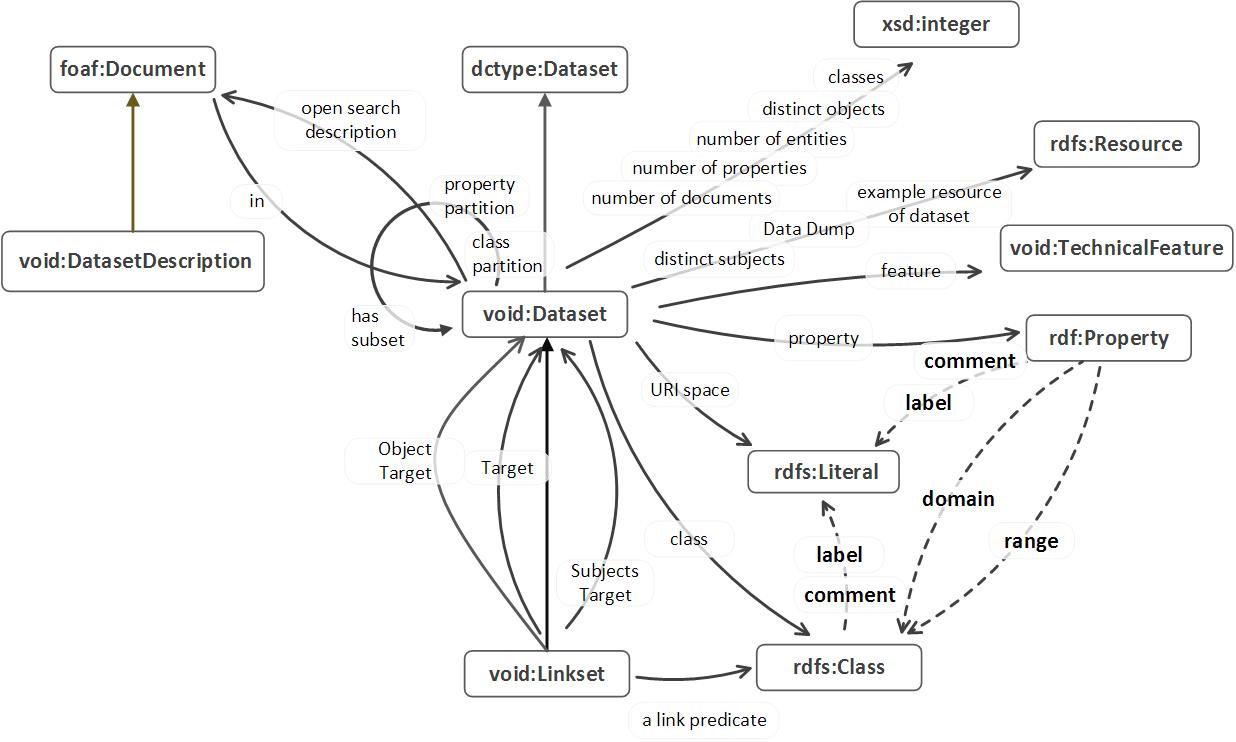 xsd:integer
foaf:Document
dctype:Dataset
classes
open search
description
distinct objects
number of entities
rdfs:Resource
number of properties
property
partition
number of documents
example resource
of dataset
in
Data Dump
class
partition
distinct subjects
void:TechnicalFeature
void:DatasetDescription
feature
has
subset
void:Dataset
property
rdf:Property
comment
URI space
label
Object
Target
Target
rdfs:Literal
domain
class
range
label
Subjects
Target
comment
void:Linkset
rdfs:Class
a link predicate